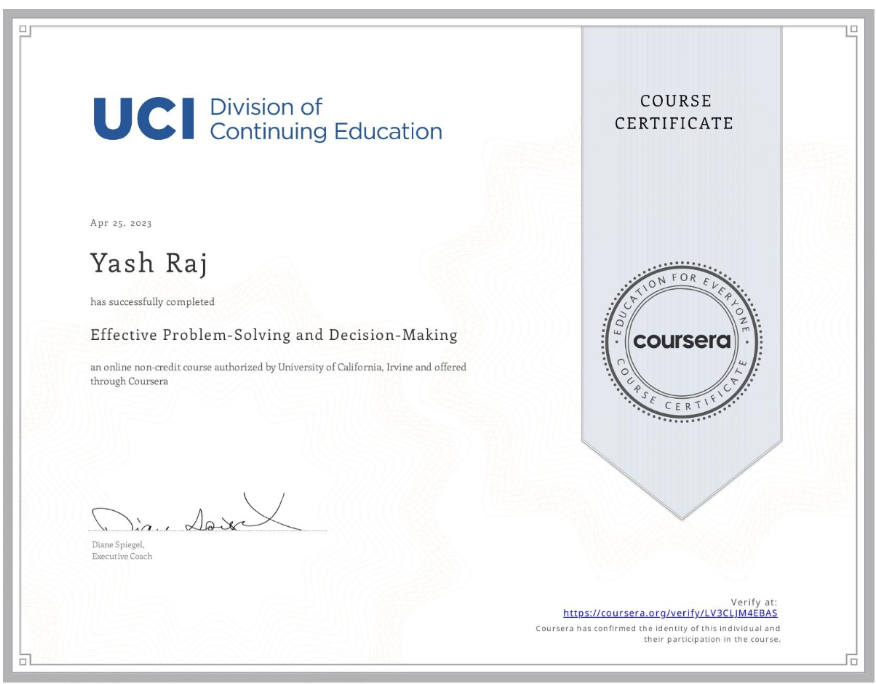 UCI Division of
Continuing Education
COURSE
CERTIFICATE
Apr 25, 2023
Yash Raj
has successfully completed
Effective Problem-Solving and Decision-Making
an online non-credit course authorized by University of California, Irvine and offered
through Coursera
EDUCATION FOR EVERYONE
coursera
COURSE CERTIFICATE
Diane Spiegel,
Executive Coach
Verify at:
https://coursera.org/verify/LV3CLJM4EBAS
Coursera has confirmed the identity of this individual and
their participation in the course.